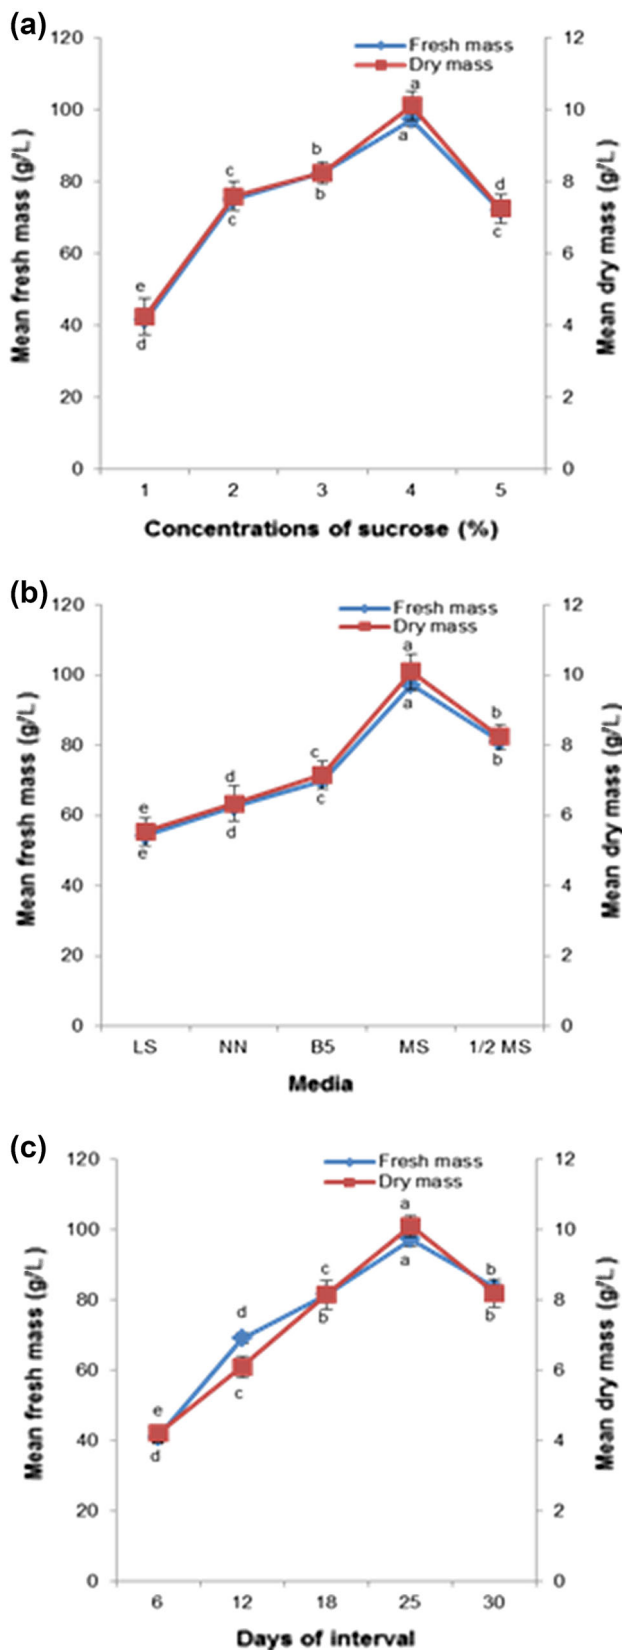 (a)
Fresh mass
Dry mass
120 12
100 10
80 8
60 6
40 4
20 2
0 0
Mean fresh mass (g/L)
Mean dry mass (g/L)
e c b a d
d c b a c
1 2 3 4 5
Concentrations of sucrose (%)
(b)
Fresh mass
Dry mass
120 12
100 10
80 8
60 6
40 4
20 2
0 0
Mean fresh mass (g/L)
Mean dry mass (g/L)
e d c a b
e d c a b
LS NN B5 MS 1/2 MS
Media
(c)
Fresh mass
Dry mass
120 12
100 10
80 8
60 6
40 4
20 2
0 0
Mean fresh mass (g/L)
Mean dry mass (g/L)
e d c a b
d c b a b
6 12 18 25 30
Days of interval